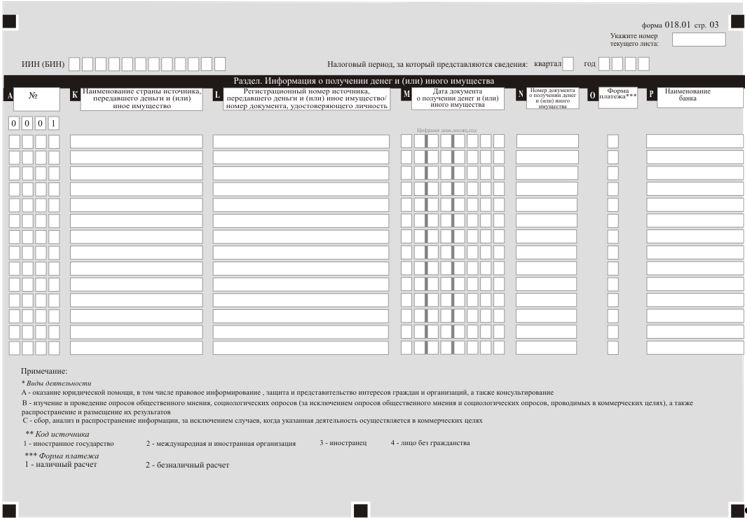 форма 018.01 стр. 03
Укажите номер
текущего листа:
ИИН (БИН)
Налоговый период, за который представляются сведения: квартал год
Раздел. Информация о получении денег и (или) иного имущества
A № K Наименование страны источника, передавшего деньги и (или) иное имущество
L Регистрационный номер источника, передавшего деньги и (или) иное имущество/ номер документа, удостоверяющего личность
M Дата документа о получении денег и (или) иного имущества
N Номер документа о получении денег и (или) иного имущества
O Форма платежа***
P Наименование банка
0 0 0 1
Примечание:
* Виды деятельности
А - оказание юридической помощи, в том числе правовое информирование , защита и представительство интересов граждан и организаций, а также консультирование
В - изучение и проведение опросов общественного мнения, социологических опросов (за исключением опросов общественного мнения и социологических опросов, проводимых в коммерческих целях), а также
распространение и размещение их результатов
С - сбор, анализ и распространение информации, за исключением случаев, когда указанная деятельность осуществляется в коммерческих целях
** Код источника
1 - иностранное государство 2 - международная и иностранная организация 3 - иностранец 4 - лицо без гражданства
*** Форма платежа
1 - наличный расчет 2 - безналичный расчет